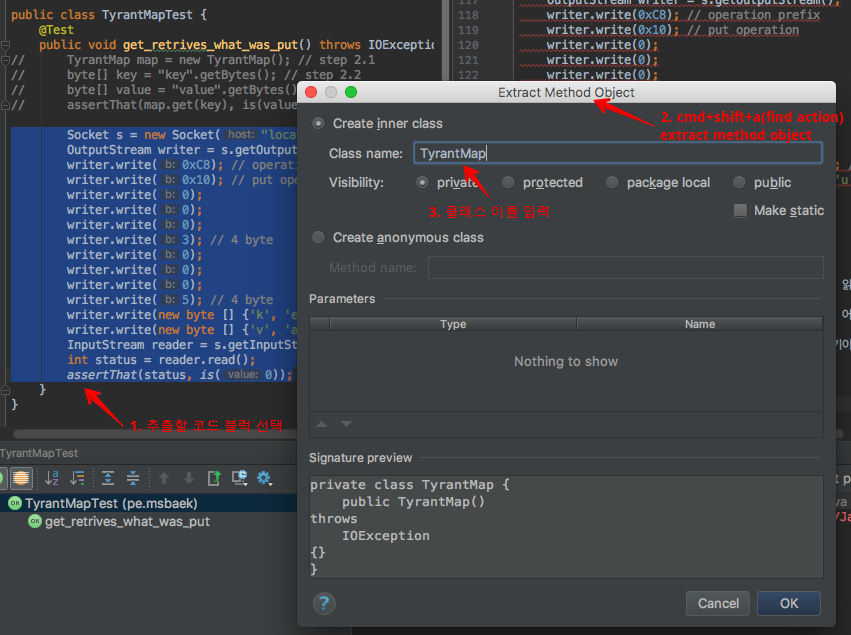 public class TyrantMapTest {
@Test
public void get_retrives_what_was_put() throws IOExceptio
// TyrantMap map = new TyrantMap(); // step 2.1
// byte[] key = "key".getBytes(); // step 2.2
// byte[] value = "value".getBytes()
// assertThat(map.get(key), is(value
Socket s = new Socket( host: "loca
OutputStream writer = s.getOutput
writer.write( b: 0xC8); // operati
writer.write( b: 0x10); // put ope
writer.write( b: 0);
writer.write( b: 0);
writer.write( b: 0);
writer.write( b: 3); // 4 byte
writer.write( b: 0);
writer.write( b: 0);
writer.write( b: 0);
writer.write( b: 5); // 4 byte
writer.write(new byte [] {'k', 'e
writer.write(new byte [] {'v', 'a
InputStream reader = s.getInputSt
int status = reader.read();
assertThat(status, is( value: 0));
}
}
1. 추출할 코드 블럭 선택
117 OutputStream writer = s.getOutputStream();
118 writer.write(0xC8); // operation prefix
119 writer.write(0x10); // put operation
120 writer.write(0);
121 writer.write(0);
122 writer.write(0);
Extract Method Object
2. cmd+shift+a(find action)
extract method object
Create inner class
Class name: TyrantMap
Visibility: private protected package local public
3. 클래스 이름 입력
Make static
Create anonymous class
Method name:
Parameters
Type Name
Nothing to show
Signature preview
private class TyrantMap {
public TyrantMap()
throws
IOException
{}
}
? Cancel OK
TyrantMapTest
OK TyrantMapTest (pe.msbaek)
OK get_retrives_what_was_put